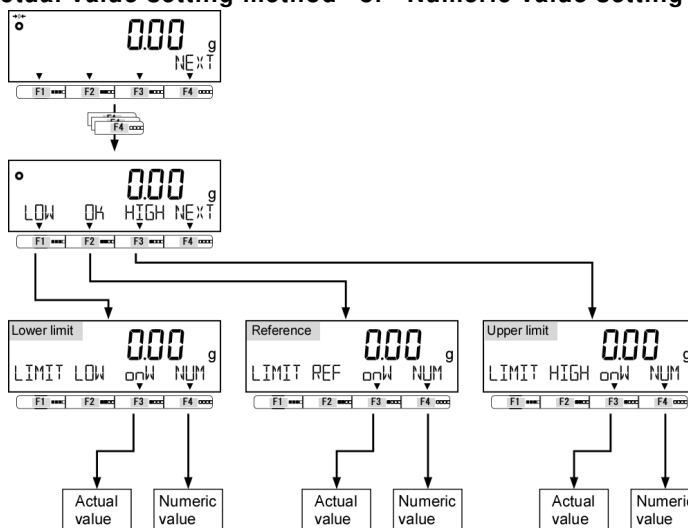 ctual value setting method" or "Numeric value setting
→0←
0.00 g
NEXT
F1 F2 F3 F4
F4
0.00 g
LOW OK HIGH NEXT
F1 F2 F3 F4
Lower limit
0.00 g
LIMIT LOW onW NUM
F1 F2 F3 F4
Actual value
Numeric value
Reference
0.00 g
LIMIT REF onW NUM
F1 F2 F3 F4
Actual value
Numeric value
Upper limit
0.00 g
LIMIT HIGH onW NUM
F1 F2 F3 F4
Actual value
Numeric value